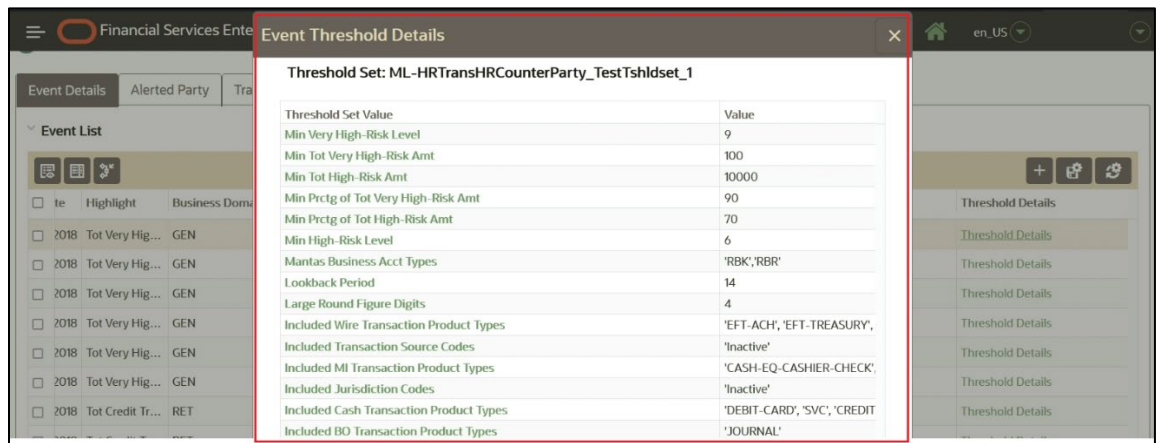 Financial Services Ente
Event Threshold Details
en_US
Threshold Set: ML-HRTransHRCounterParty_TestTshldset_1
Event Details Alerted Party Tra
Event List
Threshold Set Value Value
Min Very High-Risk Level 9
Min Tot Very High-Risk Amt 100
Min Tot High-Risk Amt 10000
Min Prctg of Tot Very High-Risk Amt 90
Min Prctg of Tot High-Risk Amt 70
Min High-Risk Level 6
Mantas Business Acct Types 'RBK','RBR'
Lookback Period 14
Large Round Figure Digits 4
Included Wire Transaction Product Types 'EFT-ACH', 'EFT-TREASURY',
Included Transaction Source Codes 'Inactive'
Included MI Transaction Product Types 'CASH-EQ-CASHIER-CHECK',
Included Jurisdiction Codes 'Inactive'
Included Cash Transaction Product Types 'DEBIT-CARD', 'SVC', 'CREDIT
Included BO Transaction Product Types 'JOURNAL'
te Highlight Business Doma Threshold Details
2018 Tot Very Hig... GEN Threshold Details
2018 Tot Very Hig... GEN Threshold Details
2018 Tot Very Hig... GEN Threshold Details
2018 Tot Very Hig... GEN Threshold Details
2018 Tot Very Hig... GEN Threshold Details
2018 Tot Very Hig... GEN Threshold Details
2018 Tot Credit Tr... RET Threshold Details